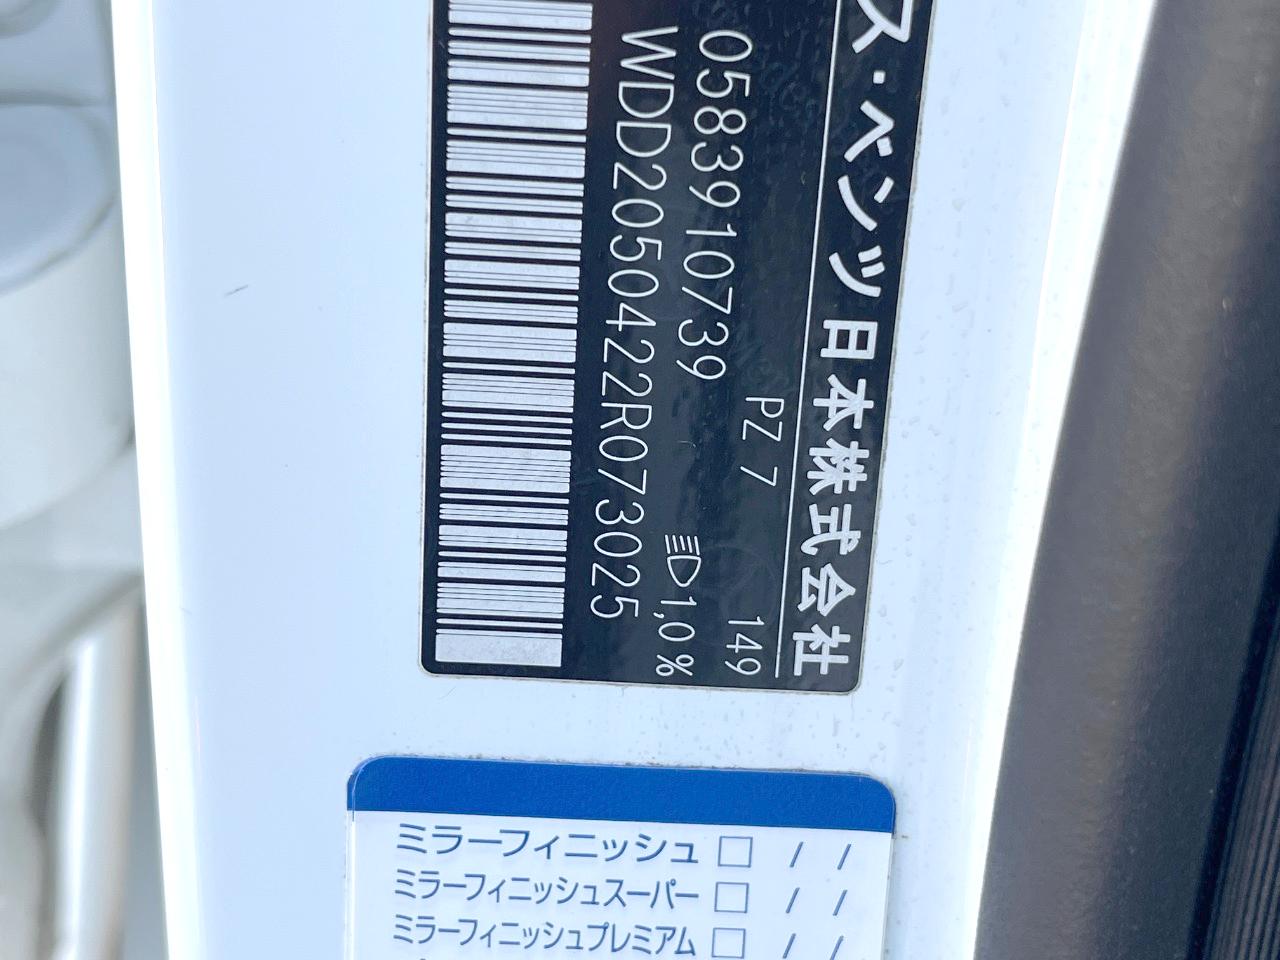 ス・ベンツ日本株式会社
PZ 7 149
0583910739 1,0%
WDD2050422R073025
ミラーフィニッシュ □ / /
ミラーフィニッシュスーパー □ / /
ミラーフィニッシュプレミアム □ / /